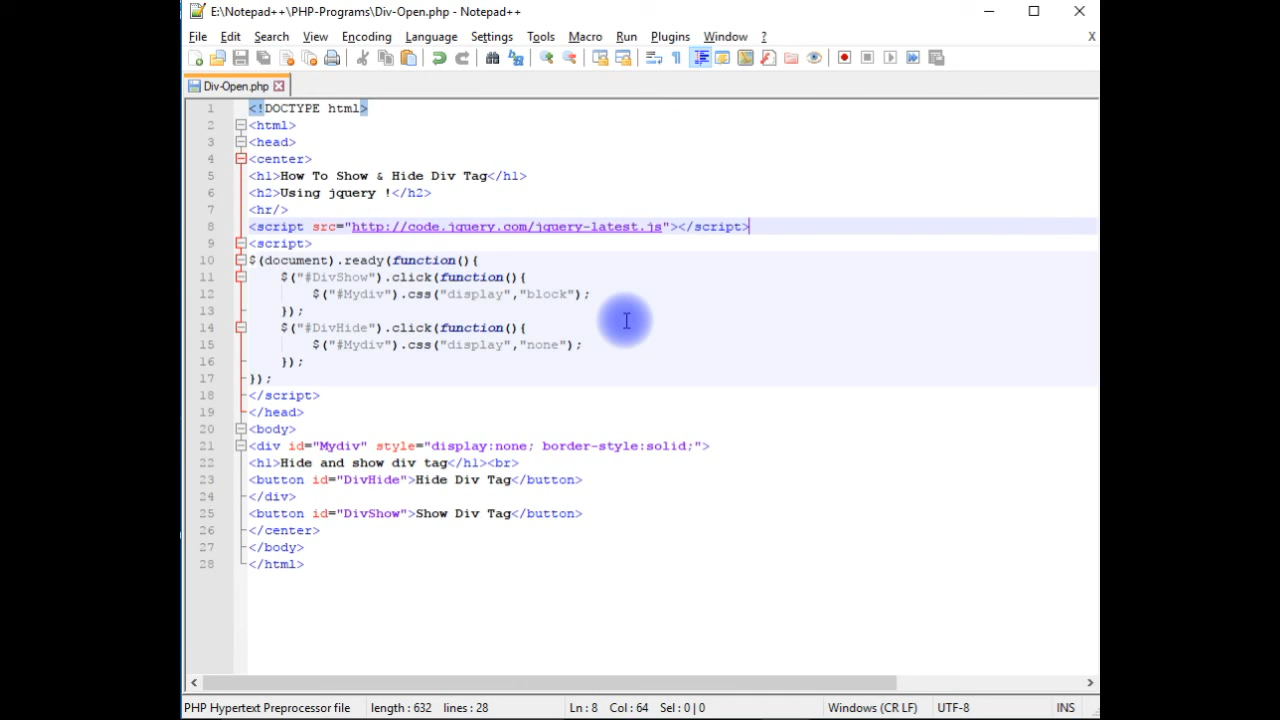 E:\Notepad++\PHP-Programs\Div-Open.php - Notepad++
File Edit Search View Encoding Language Settings Tools Macro Run Plugins Window ? X
Div-Open.php
1 <!DOCTYPE html>
2 <html>
3 <head>
4 <center>
5 <h1>How To Show & Hide Div Tag</h1>
6 <h2>Using jquery !</h2>
7 <hr/>
8 <script src="http://code.jquery.com/jquery-latest.js"></script>
9 <script>
10 $(document).ready(function(){
11     $("#DivShow").click(function(){
12         $("#Mydiv").css("display","block");
13     });
14     $("#DivHide").click(function(){
15         $("#Mydiv").css("display","none");
16     });
17 });
18 </script>
19 </head>
20 <body>
21 <div id="Mydiv" style="display:none; border-style:solid;">
22 <h1>Hide and show div tag</h1><br>
23 <button id="DivHide">Hide Div Tag</button>
24 </div>
25 <button id="DivShow">Show Div Tag</button>
26 </center>
27 </body>
28 </html>
PHP Hypertext Preprocessor file length : 632 lines : 28 Ln : 8 Col : 64 Sel : 0 | 0 Windows (CR LF) UTF-8 INS